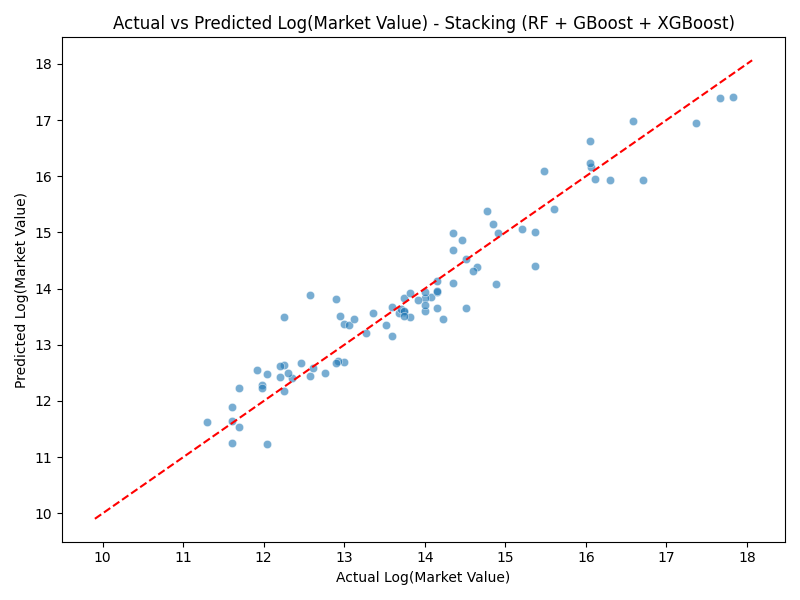 Actual vs Predicted Log(Market Value) - Stacking (RF + GBoost + XGBoost)
Predicted Log(Market Value)
18
17
16
15
14
13
12
11
10
10 11 12 13 14 15 16 17 18
Actual Log(Market Value)